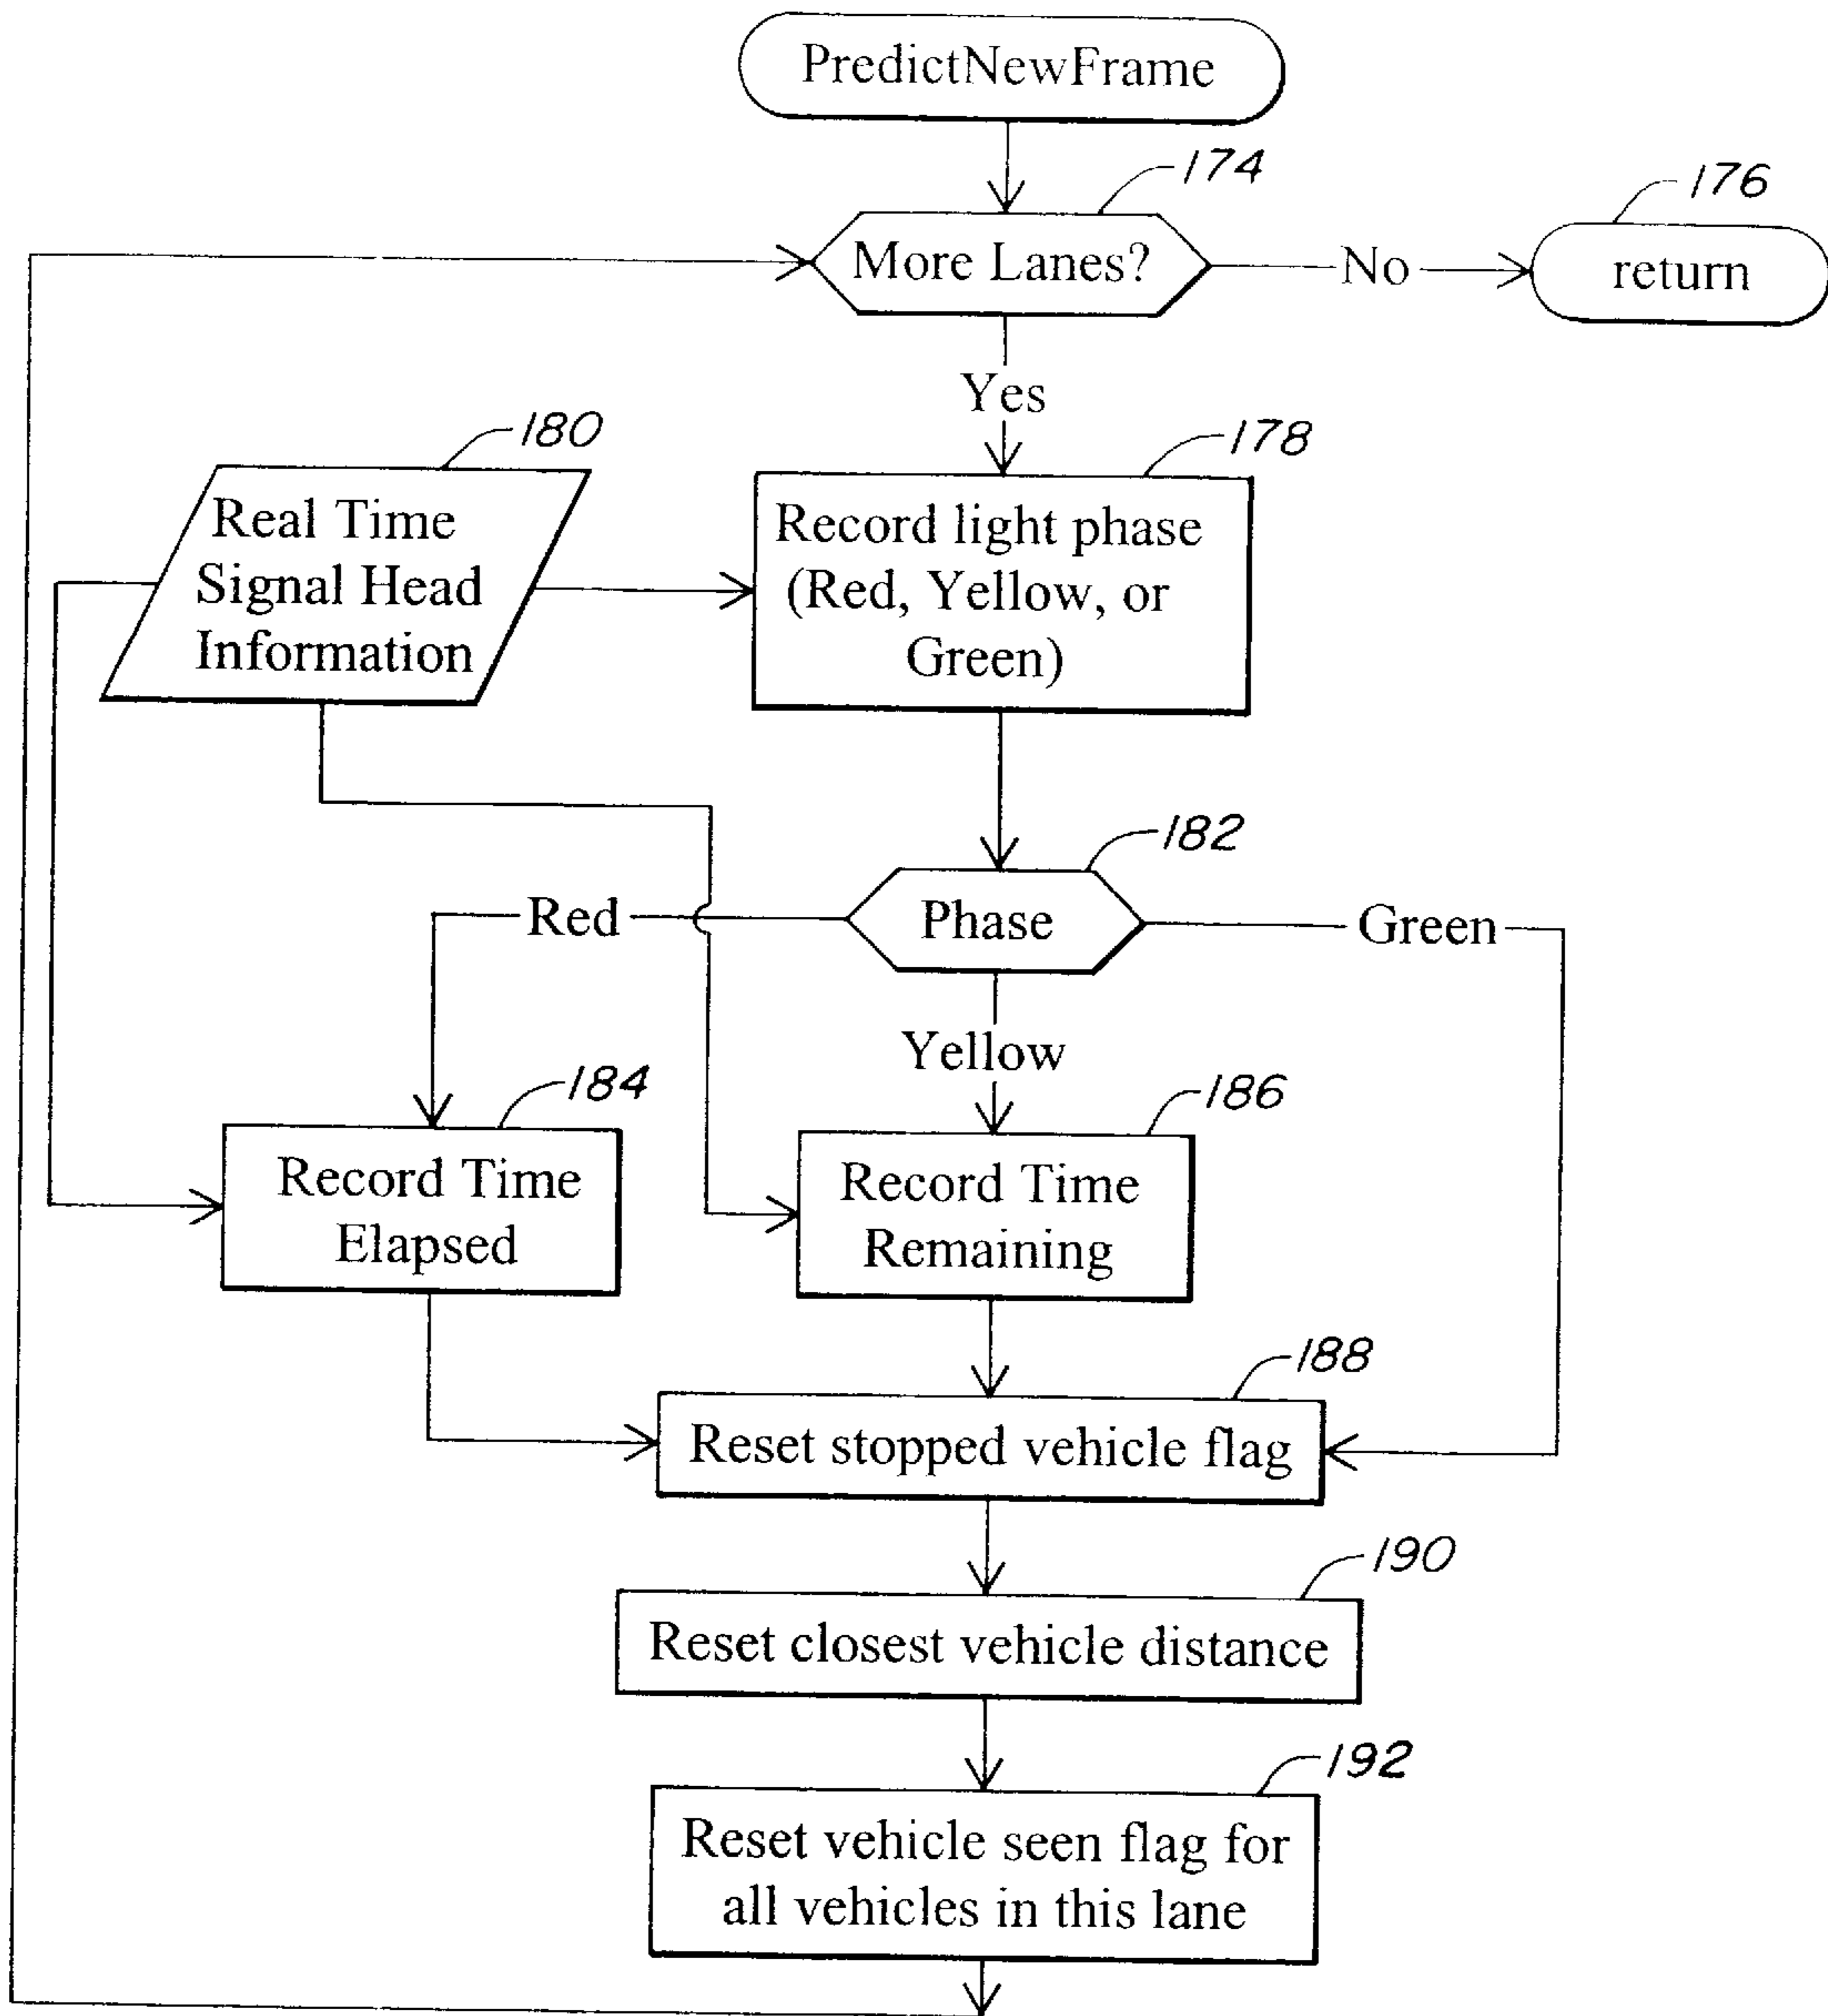 PredictNewFrame
174
More Lanes?
No
176
return
Yes
180
Real Time
Signal Head
Information
178
Record light phase
(Red, Yellow, or
Green)
182
Phase
Red
Green
Yellow
184
Record Time
Elapsed
186
Record Time
Remaining
188
Reset stopped vehicle flag
190
Reset closest vehicle distance
192
Reset vehicle seen flag for
all vehicles in this lane